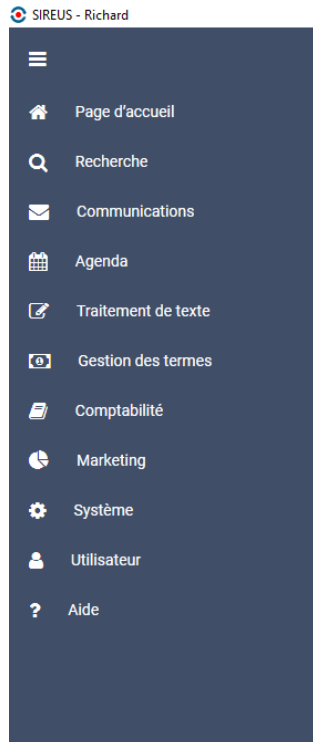 SIREUS - Richard
Page d'accueil
Recherche
Communications
Agenda
Traitement de texte
Gestion des termes
Comptabilité
Marketing
Système
Utilisateur
? Aide